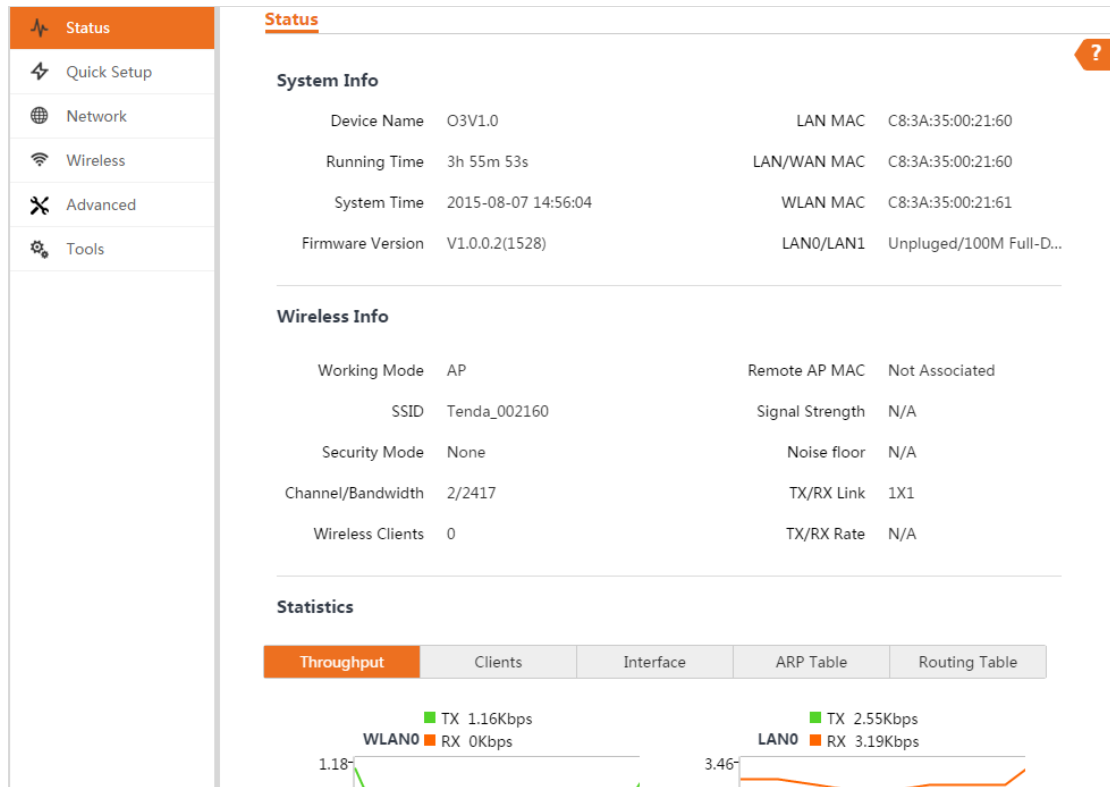 Status
Quick Setup
Network
Wireless
Advanced
Tools
Status
?
System Info
Device Name O3V1.0 LAN MAC C8:3A:35:00:21:60
Running Time 3h 55m 53s LAN/WAN MAC C8:3A:35:00:21:60
System Time 2015-08-07 14:56:04 WLAN MAC C8:3A:35:00:21:61
Firmware Version V1.0.0.2(1528) LAN0/LAN1 Unpluged/100M Full-D...
Wireless Info
Working Mode AP Remote AP MAC Not Associated
SSID Tenda_002160 Signal Strength N/A
Security Mode None Noise floor N/A
Channel/Bandwidth 2/2417 TX/RX Link 1X1
Wireless Clients 0 TX/RX Rate N/A
Statistics
Throughput Clients Interface ARP Table Routing Table
TX 1.16Kbps TX 2.55Kbps
WLAN0 RX 0Kbps LAN0 RX 3.19Kbps
1.18 3.46